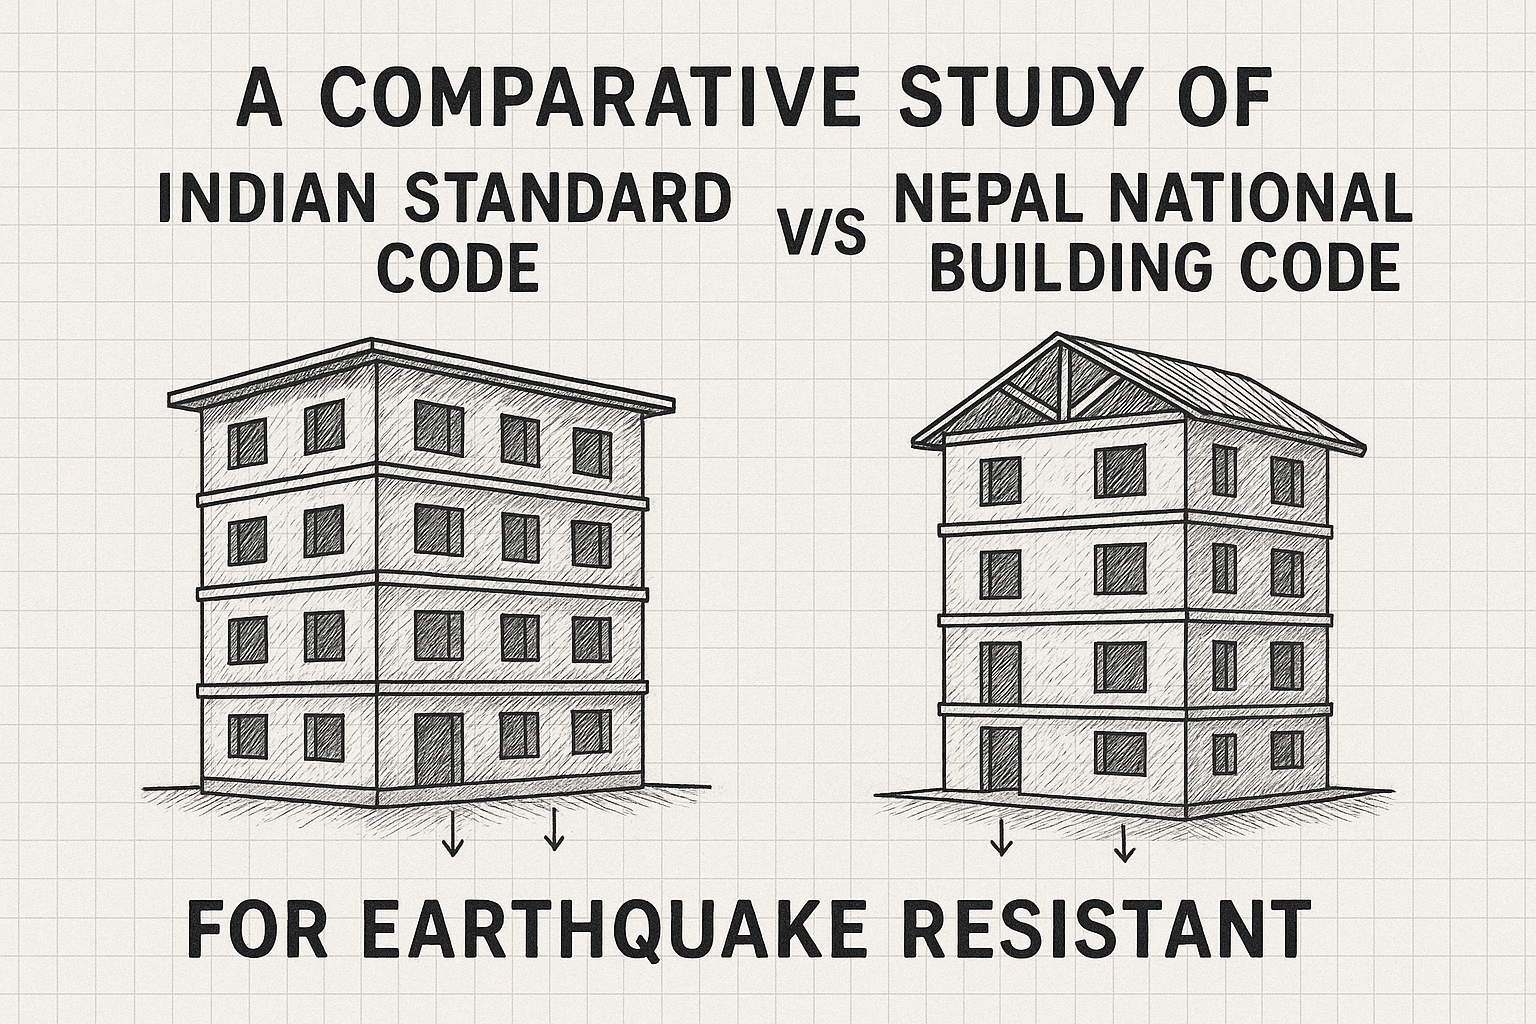 A COMPARATIVE STUDY OF
INDIAN STANDARD
CODE
V/S
NEPAL NATIONAL
BUILDING CODE
FOR EARTHQUAKE RESISTANT